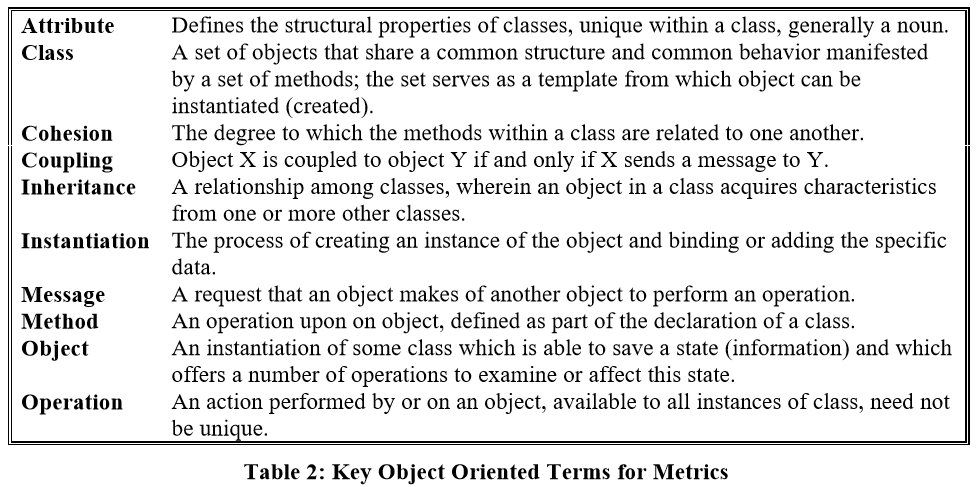 Attribute Defines the structural properties of classes, unique within a class, generally a noun.
Class A set of objects that share a common structure and common behavior manifested
by a set of methods; the set serves as a template from which object can be
instantiated (created).
Cohesion The degree to which the methods within a class are related to one another.
Coupling Object X is coupled to object Y if and only if X sends a message to Y.
Inheritance A relationship among classes, wherein an object in a class acquires characteristics
from one or more other classes.
Instantiation The process of creating an instance of the object and binding or adding the specific
data.
Message A request that an object makes of another object to perform an operation.
Method An operation upon on object, defined as part of the declaration of a class.
Object An instantiation of some class which is able to save a state (information) and which
offers a number of operations to examine or affect this state.
Operation An action performed by or on an object, available to all instances of class, need not
be unique.
Table 2: Key Object Oriented Terms for Metrics